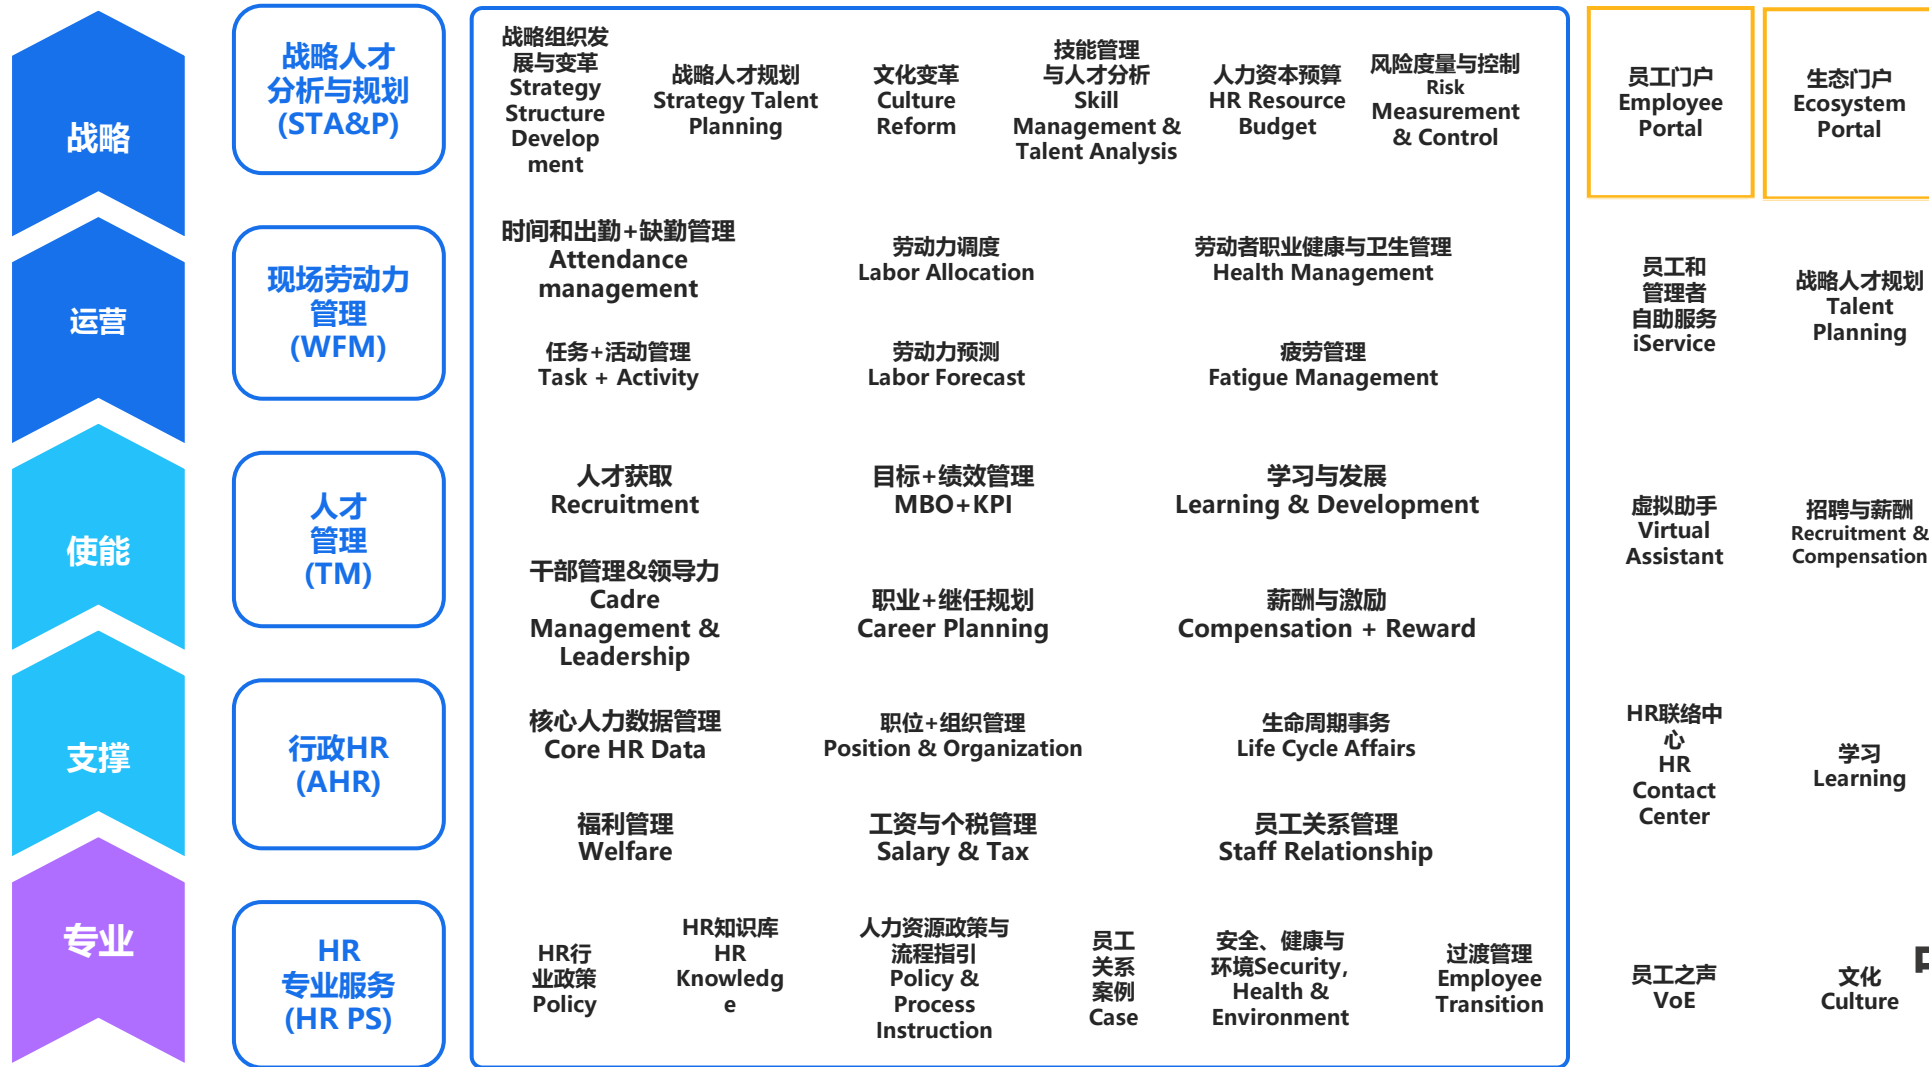 战略
战略人才
分析与规划
(STA&P)
战略组织发
展与变革
Strategy
Structure
Develop
ment
战略人才规划
Strategy Talent
Planning
文化变革
Culture
Reform
技能管理
与人才分析
Skill
Management &
Talent Analysis
人力资本预算
HR Resource
Budget
风险度量与控制
Risk
Measurement
& Control
员工门户
Employee
Portal
生态门户
Ecosystem
Portal
运营
现场劳动力
管理
(WFM)
时间和出勤+缺勤管理
Attendance
management
劳动力调度
Labor Allocation
劳动者职业健康与卫生管理
Health Management
任务+活动管理
Task + Activity
劳动力预测
Labor Forecast
疲劳管理
Fatigue Management
员工和
管理者
自助服务
iService
战略人才规划
Talent
Planning
使能
人才
管理
(TM)
人才获取
Recruitment
目标+绩效管理
MBO+KPI
学习与发展
Learning & Development
干部管理&领导力
Cadre
Management &
Leadership
职业+继任规划
Career Planning
薪酬与激励
Compensation + Reward
虚拟助手
Virtual
Assistant
招聘与薪酬
Recruitment &
Compensation
支撑
行政HR
(AHR)
核心人力数据管理
Core HR Data
职位+组织管理
Position & Organization
生命周期事务
Life Cycle Affairs
福利管理
Welfare
工资与个税管理
Salary & Tax
员工关系管理
Staff Relationship
HR联络中
心
HR
Contact
Center
学习
Learning
专业
HR
专业服务
(HR PS)
HR行
业政策
Policy
HR知识库
HR
Knowledg
e
人力资源政策与
流程指引
Policy &
Process
Instruction
员工
关系
案例
Case
安全、健康与
环境Security,
Health &
Environment
过渡管理
Employee
Transition
员工之声
VoE
文化
Culture